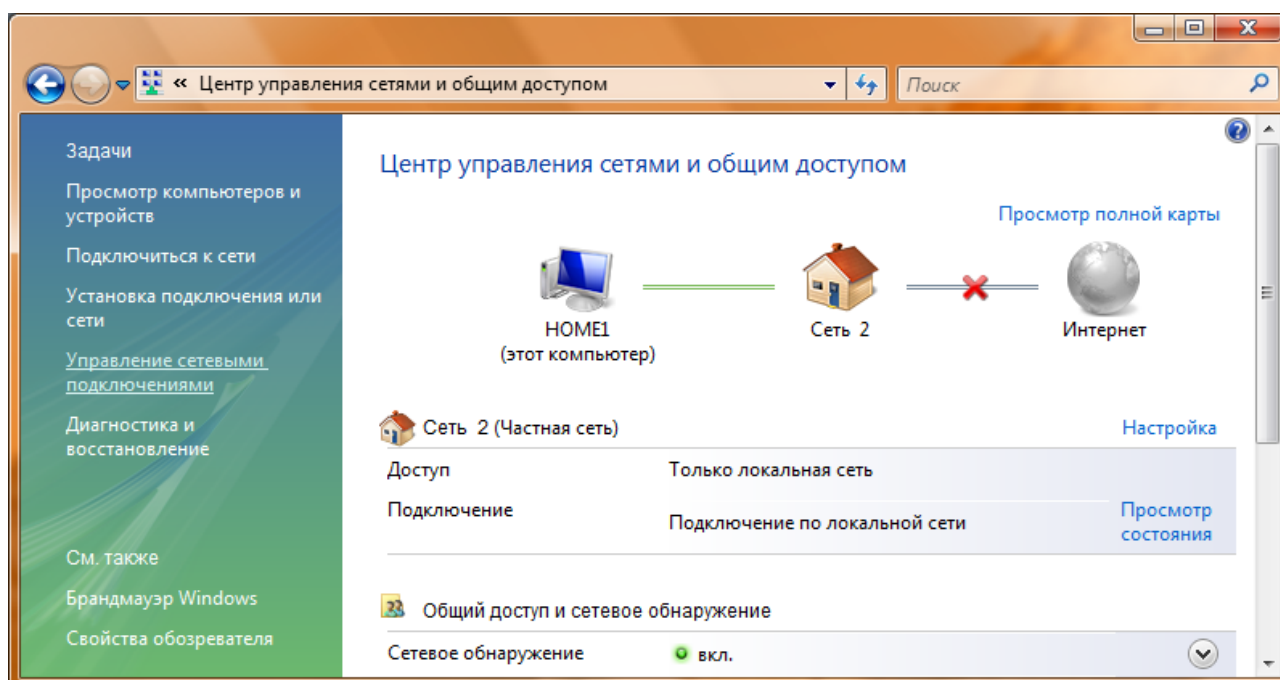 « Центр управления сетями и общим доступом
Поиск
Задачи
Просмотр компьютеров и
устройств
Подключиться к сети
Установка подключения или
сети
Управление сетевыми
подключениями
Диагностика и
восстановление
См. также
Брандмауэр Windows
Свойства обозревателя
Центр управления сетями и общим доступом
Просмотр полной карты
HOME1
(этот компьютер)
Сеть 2
Интернет
Сеть 2 (Частная сеть)
Настройка
Доступ
Только локальная сеть
Подключение
Подключение по локальной сети
Просмотр
состояния
Общий доступ и сетевое обнаружение
Сетевое обнаружение
вкл.